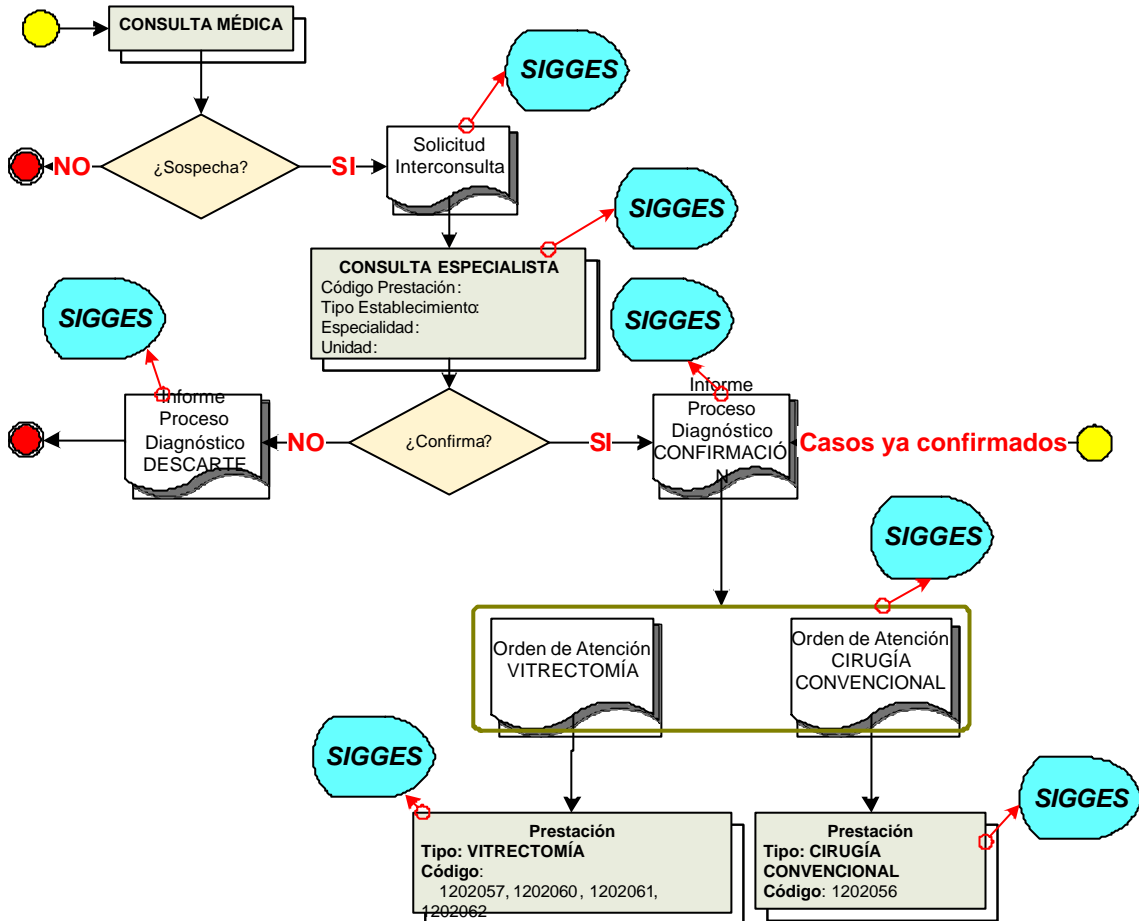 CONSULTA MÉDICA
SIGGES
¿Sospecha?
NO
SI
Solicitud
Interconsulta
SIGGES
CONSULTA ESPECIALISTA
Código Prestación:
Tipo Establecimiento:
Especialidad:
Unidad:
SIGGES
SIGGES
Informe
Proceso
Diagnóstico
DESCARTE
NO
¿Confirma?
SI
Informe
Proceso
Diagnóstico
CONFIRMACIÓ
N
Casos ya confirmados
SIGGES
Orden de Atención
VITRECTOMÍA
Orden de Atención
CIRUGÍA
CONVENCIONAL
SIGGES
SIGGES
Prestación
Tipo: VITRECTOMÍA
Código:
1202057, 1202060 , 1202061,
1202062
Prestación
Tipo: CIRUGÍA
CONVENCIONAL
Código: 1202056